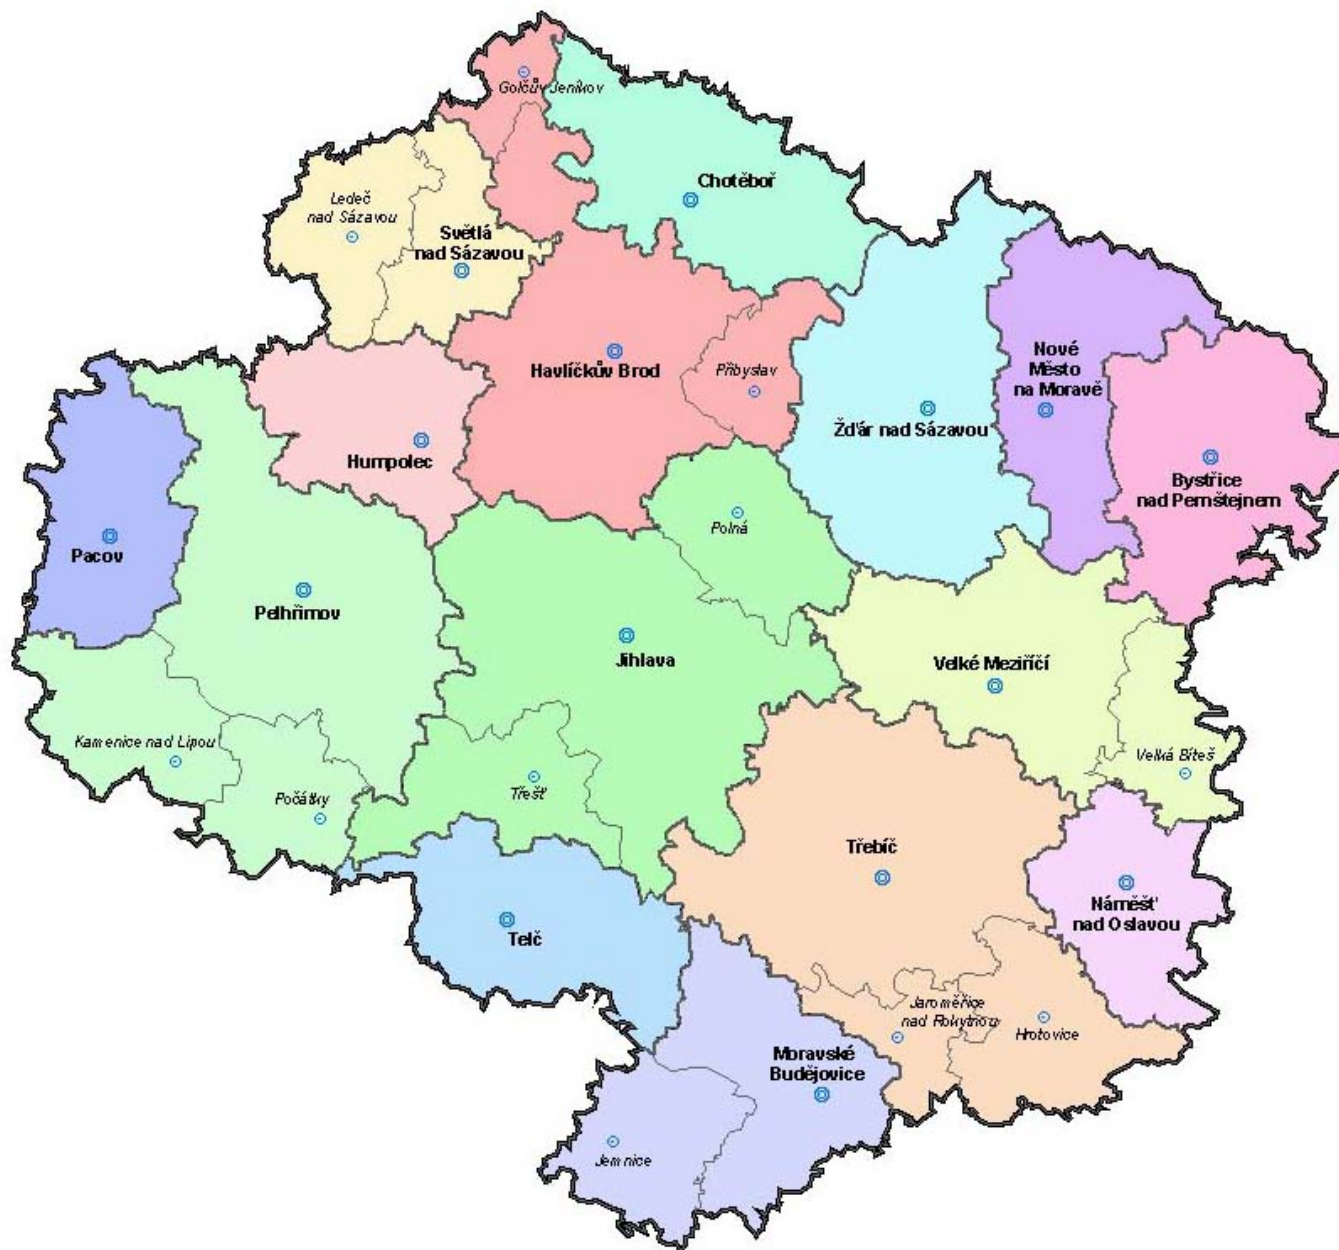 Golčův Jeníkov
Chotěboř
Ledeč
nad Sázavou
Světlá
nad Sázavou
Havlíčkův Brod
Přibyslav
Nové
Město
na Moravě
Žďár nad Sázavou
Humpolec
Bystřice
nad Pernštejnem
Polná
Pacov
Pelhřimov
Jihlava
Velké Meziříčí
Kamenice nad Lipou
Velká Bíteš
Třešť
Počátky
Třebíč
Náměšť
nad Oslavou
Telč
Jaroměřice
nad Rokytnou
Hrotovice
Moravské
Budějovice
Jemnice